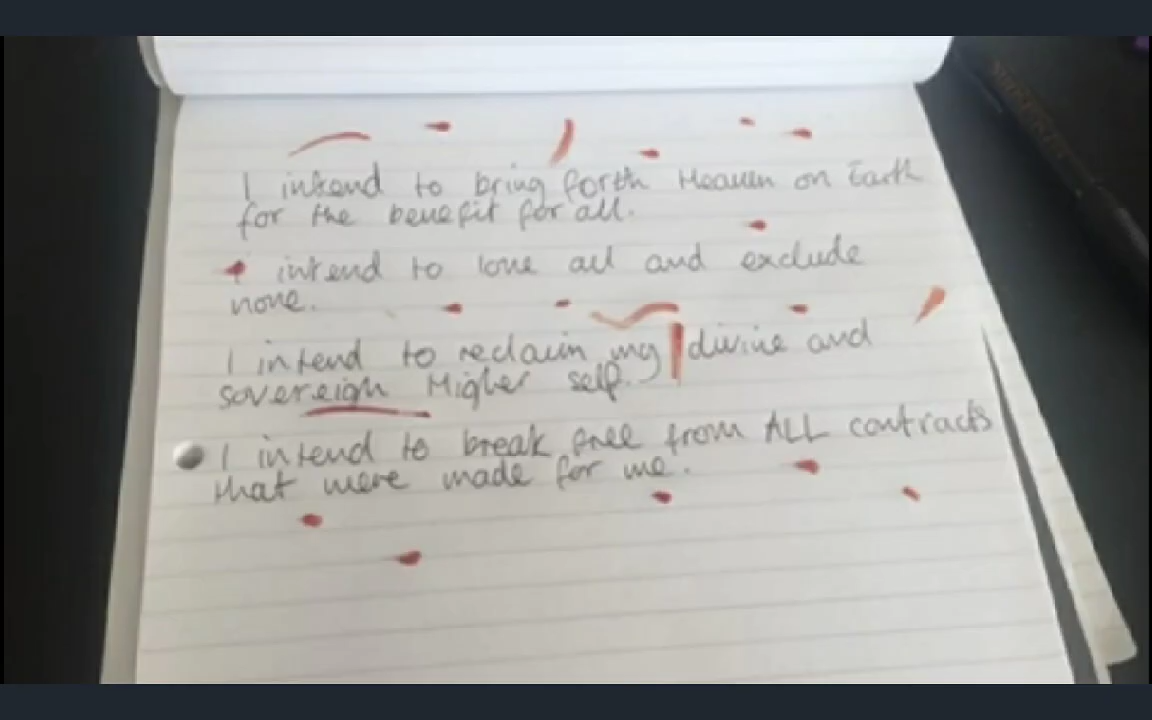 I intend to bring forth Heaven on Earth
for the benefit for all.
intend to love all and exclude
none.
I intend to reclaim my divine and
sovereign Higher self.
I intend to break free from ALL contracts
that were made for me.